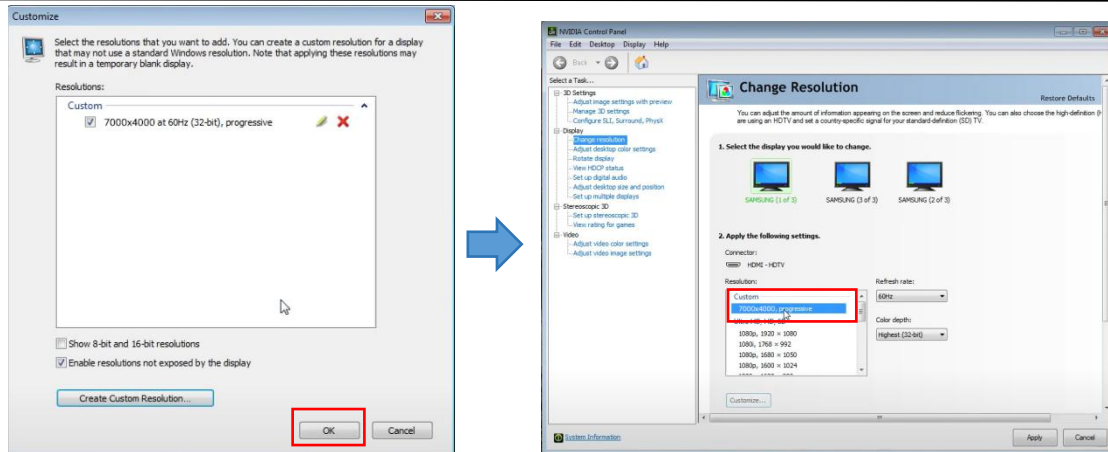 Customize
Select the resolutions that you want to add. You can create a custom resolution for a display
that may not use a standard Windows resolution. Note that applying these resolutions may
result in a temporary blank display.
Resolutions:
Custom
7000x4000 at 60Hz (32-bit), progressive
Show 8-bit and 16-bit resolutions
Enable resolutions not exposed by the display
Create Custom Resolution...
OK
Cancel
NVIDIA Control Panel
File Edit Desktop Display Help
Back
Select a Task...
3D Settings
Adjust image settings with preview
Manage 3D settings
Configure SLI, Surround, PhysX
Display
Change resolution
Adjust desktop color settings
Rotate display
View HDCP status
Set up digital audio
Adjust desktop size and position
Set up multiple displays
Stereoscopic 3D
Set up stereoscopic 3D
View rating for games
Video
Adjust video color settings
Adjust video image settings
System Information
Change Resolution
Restore Defaults
You can adjust the amount of information appearing on the screen and reduce flickering. You can also choose the high-definition
are using an HDTV and set a country-specific signal for your standard-definition (SD) TV.
1. Select the display you would like to change.
SAMSUNG (1 of 3)
SAMSUNG (3 of 3)
SAMSUNG (2 of 3)
2. Apply the following settings.
Connector:
HDMI - HDTV
Resolution:
Refresh rate:
Custom
60Hz
7000x4000, progressive
Color depth:
1080p, 1920 × 1080
Highest (32-bit)
1080i, 1768 × 992
1080p, 1680 × 1050
1080p, 1600 × 1024
Customize...
Apply
Cancel